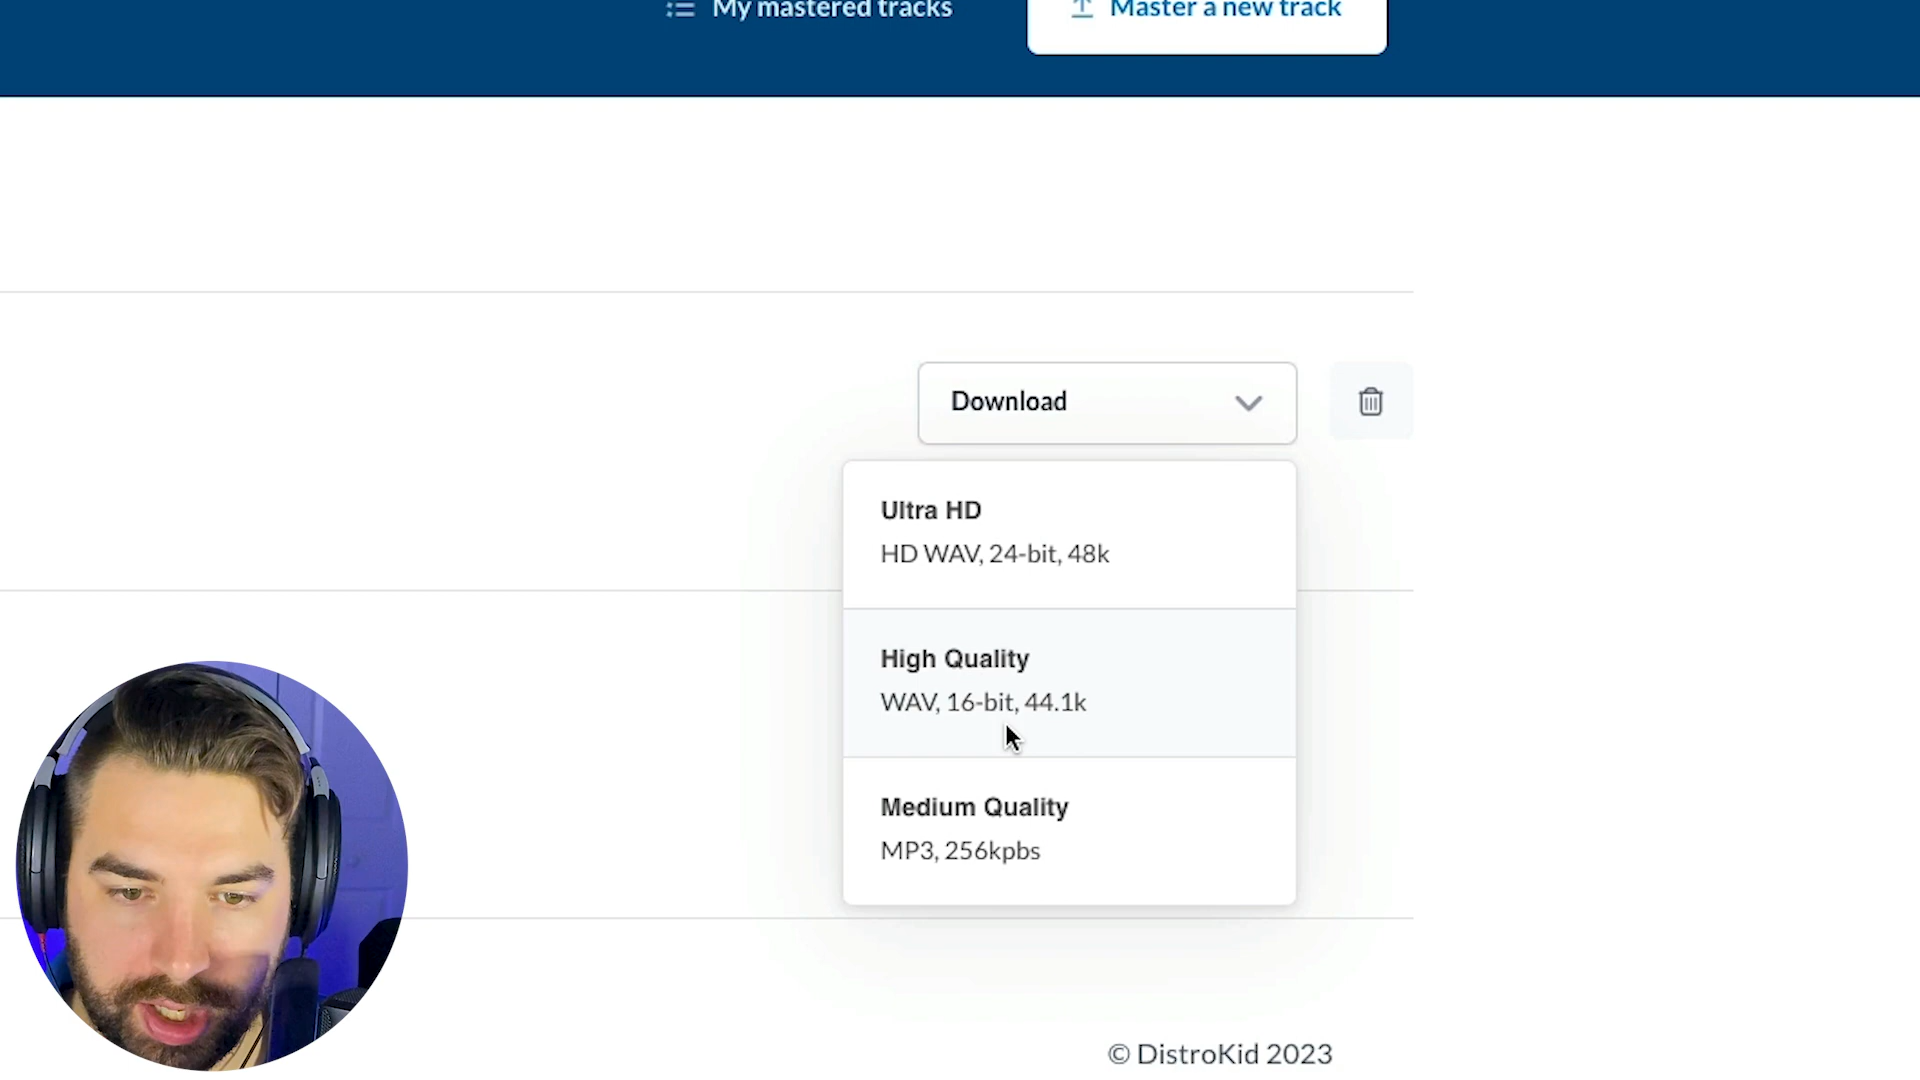 My mastered tracks
Master a new track
Download
Ultra HD
HD WAV, 24-bit, 48k
High Quality
WAV, 16-bit, 44.1k
Medium Quality
MP3, 256kpbs
© DistroKid 2023